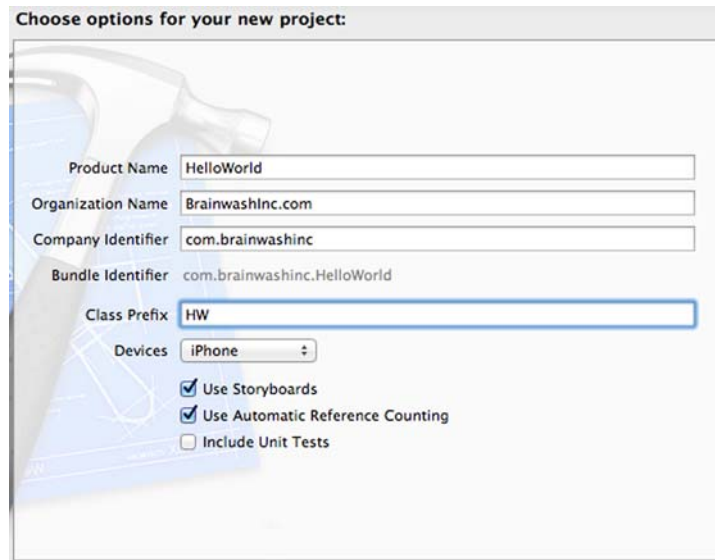 Choose options for your new project:
Product Name HelloWorld
Organization Name BrainwashInc.com
Company Identifier com.brainwashinc
Bundle Identifier com.brainwashinc.HelloWorld
Class Prefix HW
Devices iPhone
Use Storyboards
Use Automatic Reference Counting
Include Unit Tests